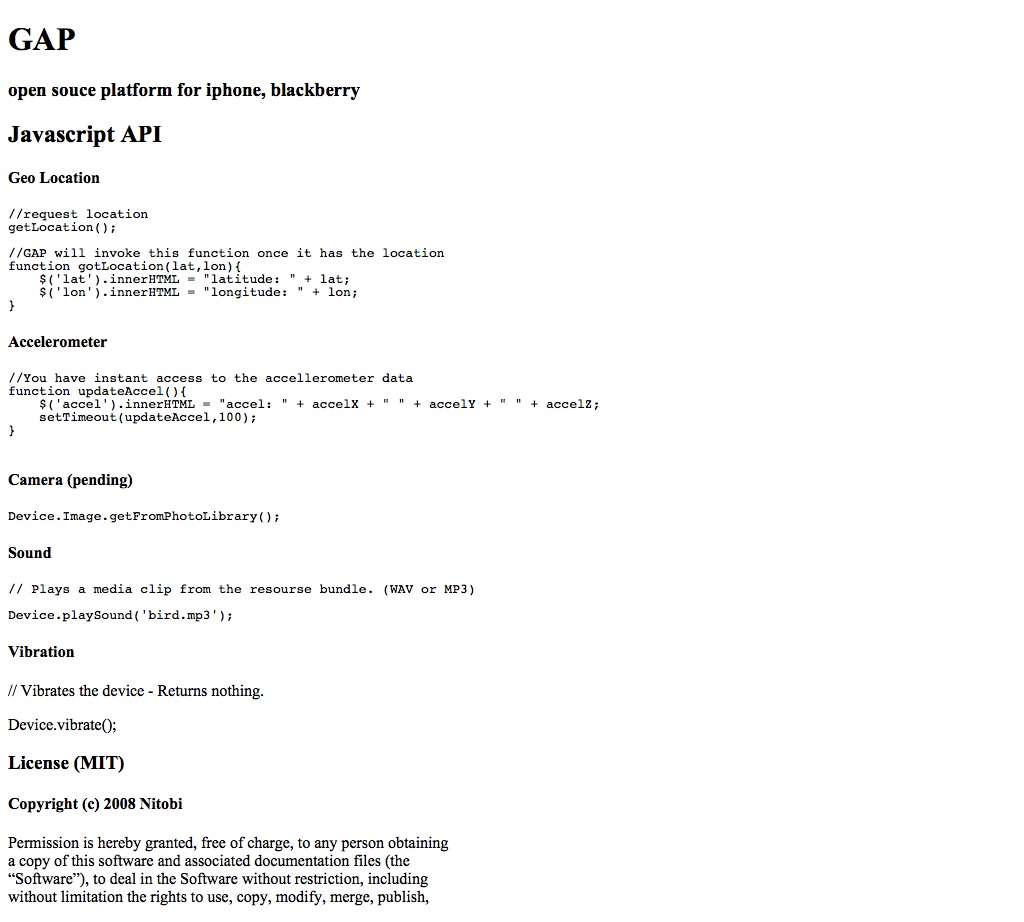 GAP
open souce platform for iphone, blackberry
Javascript API
Geo Location
//request location
getLocation();
//GAP will invoke this function once it has the location
function gotLocation(lat,lon){
    $('lat').innerHTML = "latitude: " + lat;
    $('lon').innerHTML = "longitude: " + lon;
}
Accelerometer
//You have instant access to the accellerometer data
function updateAccel(){
    $('accel').innerHTML = "accel: " + accelX + " " + accelY + " " + accelZ;
    setTimeout(updateAccel,100);
}
Camera (pending)
Device.Image.getFromPhotoLibrary();
Sound
// Plays a media clip from the resourse bundle. (WAV or MP3)
Device.playSound('bird.mp3');
Vibration
// Vibrates the device - Returns nothing.
Device.vibrate();
License (MIT)
Copyright (c) 2008 Nitobi
Permission is hereby granted, free of charge, to any person obtaining
a copy of this software and associated documentation files (the
“Software”), to deal in the Software without restriction, including
without limitation the rights to use, copy, modify, merge, publish,